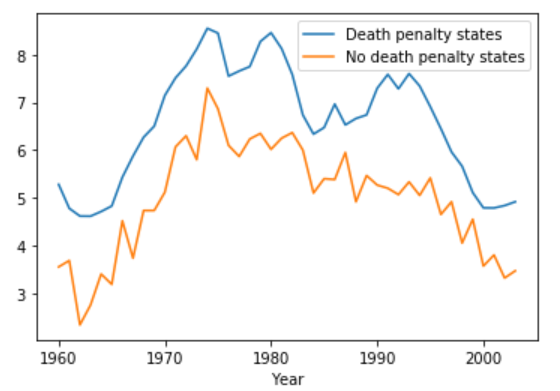 Death penalty states
No death penalty states
8
7
6
5
4
3
1960 1970 1980 1990 2000
Year